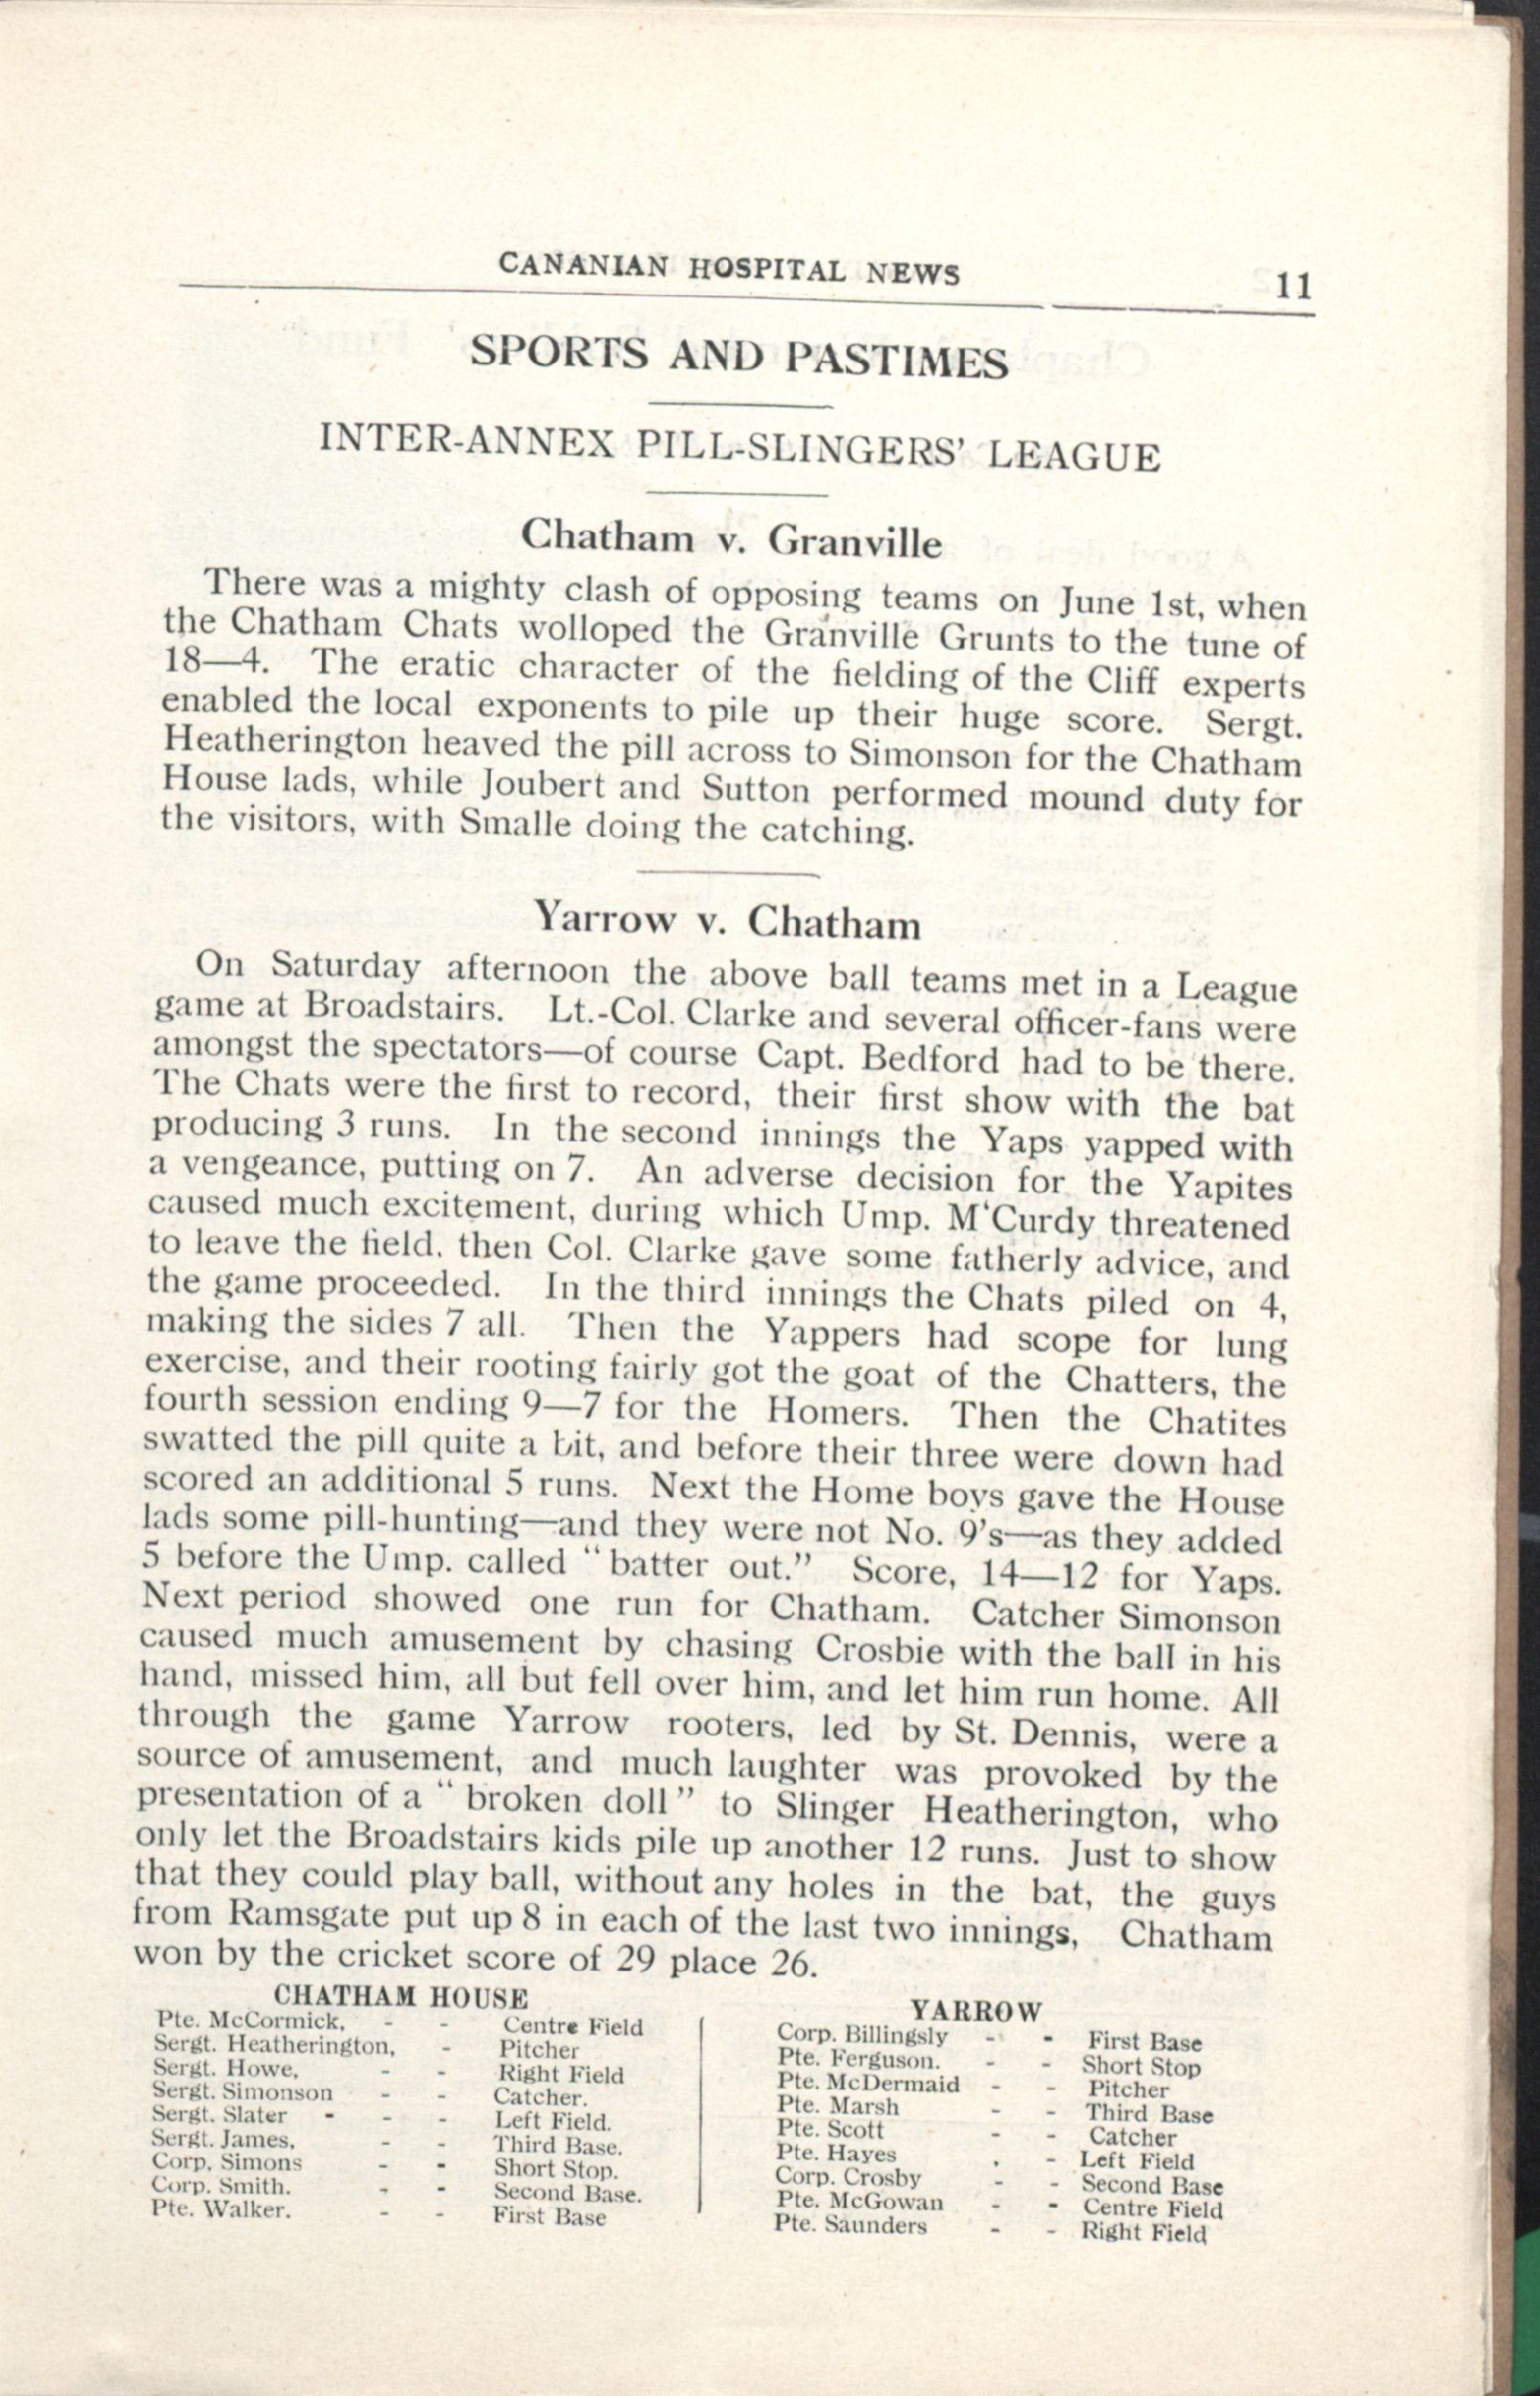 CANANIAN HOSPITAL NEWS 11
SPORTS AND PASTIMES
INTER-ANNEX PILL-SLINGERS' LEAGUE
Chatham v. Granville
There was a mighty clash of opposing teams on June 1st, when
the Chatham Chats wolloped the Granville Grunts to the tune of
18—4. The eratic character of the fielding of the Cliff experts
enabled the local exponents to pile up their huge score. Sergt.
Heatherington heaved the pill across to Simonson for the Chatham
House lads, while Joubert and Sutton performed mound duty for
the visitors, with Smalle doing the catching.
Yarrow v. Chatham
On Saturday afternoon the above ball teams met in a League
game at Broadstairs. Lt.-Col. Clarke and several officer-fans were
amongst the spectators—of course Capt. Bedford had to be there.
The Chats were the first to record, their first show with the bat
producing 3 runs. In the second innings the Yaps yapped with
a vengeance, putting on 7. An adverse decision for the Yapites
caused much excitement, during which Ump. M'Curdy threatened
to leave the field. then Col. Clarke gave some fatherly advice, and
the game proceeded. In the third innings the Chats piled on 4,
making the sides 7 all. Then the Yappers had scope for lung
exercise, and their rooting fairly got the goat of the Chatters, the
fourth session ending 9—7 for the Homers. Then the Chatites
swatted the pill quite a bit, and before their three were down had
scored an additional 5 runs. Next the Home boys gave the House
lads some pill-hunting—and they were not No. 9's—as they added
5 before the Ump. called "batter out." Score, 14—12 for Yaps.
Next period showed one run for Chatham. Catcher Simonson
caused much amusement by chasing Crosbie with the ball in his
hand, missed him, all but fell over him, and let him run home. All
through the game Yarrow rooters, led by St. Dennis, were a
source of amusement, and much laughter was provoked by the
presentation of a "broken doll" to Slinger Heatherington, who
only let the Broadstairs kids pile up another 12 runs. Just to show
that they could play ball, without any holes in the bat, the guys
from Ramsgate put up 8 in each of the last two innings, Chatham
won by the cricket score of 29 place 26.
CHATHAM HOUSE
Pte. McCormick, - - Centre Field
Sergt. Heatherington, - Pitcher
Sergt. Howe, - - Right Field
Sergt. Simonson - - Catcher.
Sergt. Slater - - - Left Field.
Sergt. James, - - Third Base.
Corp. Simons - - Short Stop.
Corp. Smith. - - Second Base.
Pte. Walker. - - First Base
YARROW
Corp. Billingsly - - First Base
Pte. Ferguson. - - Short Stop
Pte. McDermaid - - Pitcher
Pte. Marsh - - Third Base
Pte. Scott - - Catcher
Pte. Hayes . - Left Field
Corp. Crosby - - Second Base
Pte. McGowan - - Centre Field
Pte. Saunders - - Right Field